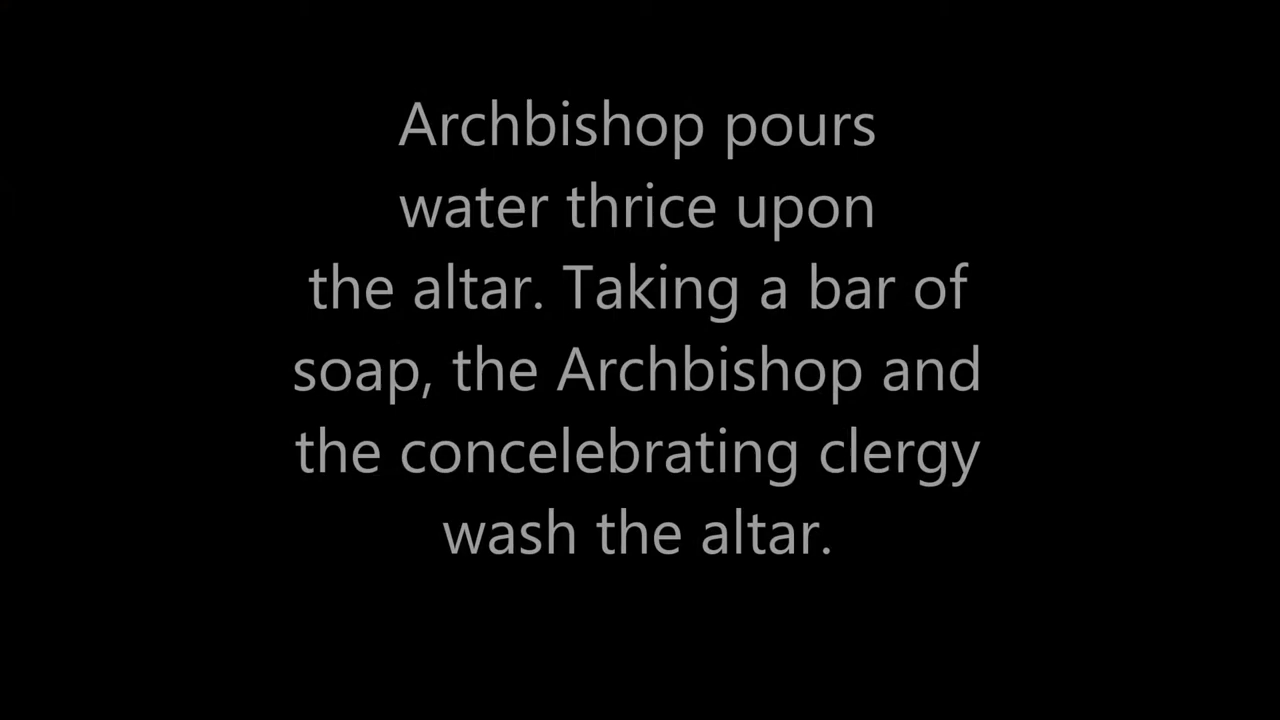 Archbishop pours
water thrice upon
the altar. Taking a bar of
soap, the Archbishop and
the concelebrating clergy
wash the altar.